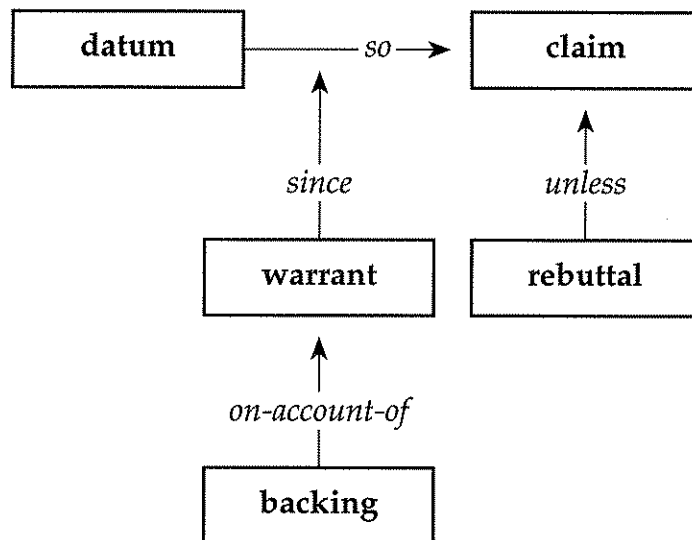 datum
so
claim
since
unless
warrant
rebuttal
on-account-of
backing